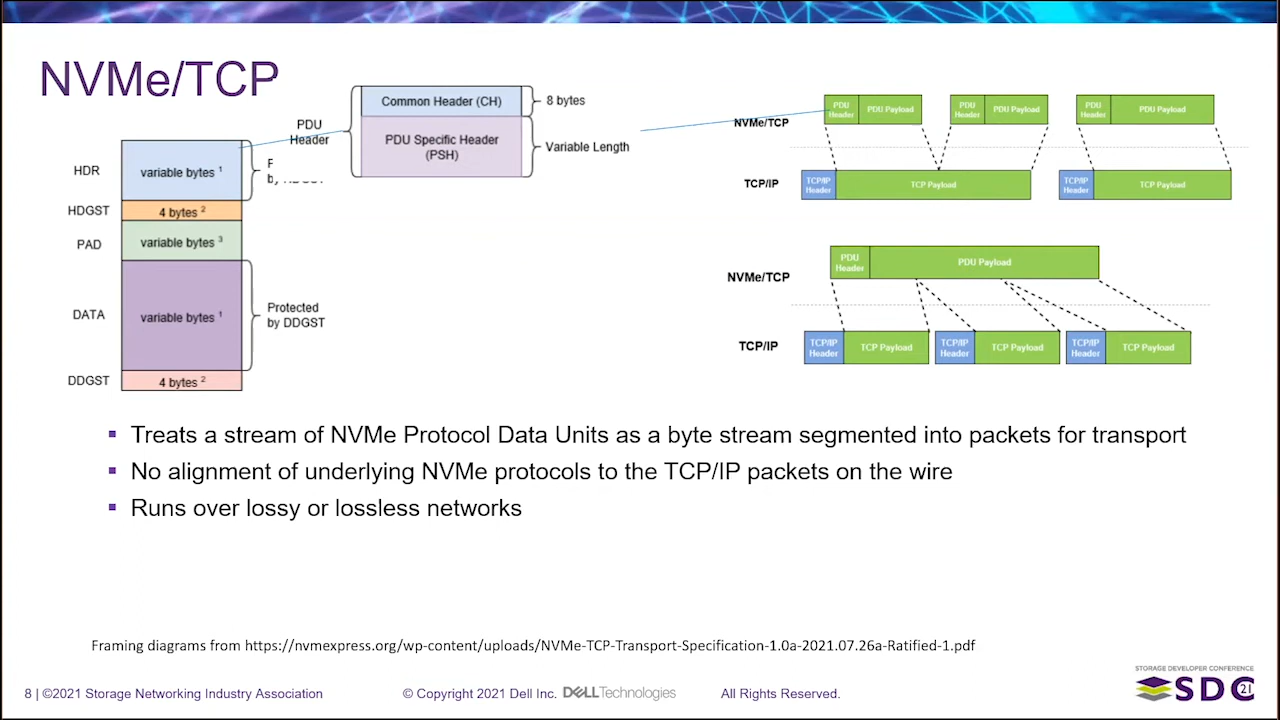 NVMe/TCP
HDR
variable bytes 1
HDGST
4 bytes 2
PAD
variable bytes 3
DATA
variable bytes 1
Protected
by DDGST
DDGST
4 bytes 2
PDU
Header
Common Header (CH)
8 bytes
PDU Specific Header
(PSH)
Variable Length
NVMe/TCP
PDU
Header
PDU Payload
PDU
Header
PDU Payload
PDU
Header
PDU Payload
TCP/IP
TCP/IP
Header
TCP Payload
TCP/IP
Header
TCP Payload
NVMe/TCP
PDU
Header
PDU Payload
TCP/IP
TCP/IP
Header
TCP Payload
TCP/IP
Header
TCP Payload
TCP/IP
Header
TCP Payload
▪ Treats a stream of NVMe Protocol Data Units as a byte stream segmented into packets for transport
▪ No alignment of underlying NVMe protocols to the TCP/IP packets on the wire
▪ Runs over lossy or lossless networks
Framing diagrams from https://nvmexpress.org/wp-content/uploads/NVMe-TCP-Transport-Specification-1.0a-2021.07.26a-Ratified-1.pdf
8 | ©2021 Storage Networking Industry Association
© Copyright 2021 Dell Inc. DELLTechnologies
All Rights Reserved.
STORAGE DEVELOPER CONFERENCE
SDC 21